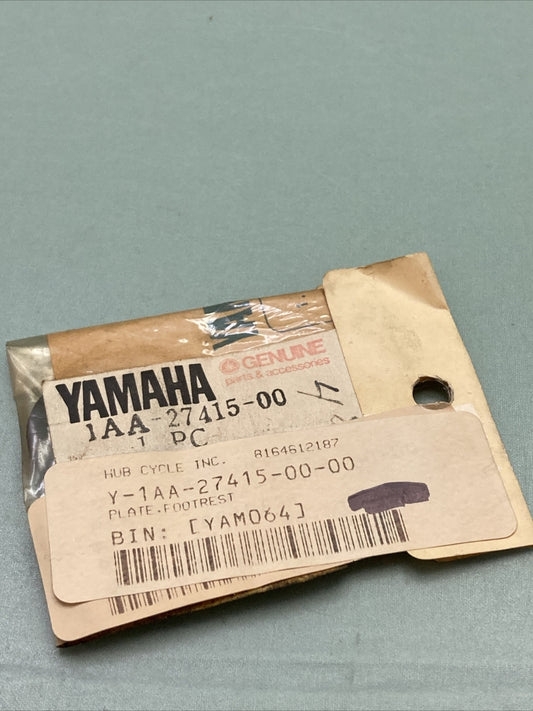 YAMAHA
GENUINE
parts & accessories
1AA-27415-00
1 PC
HUB CYCLE INC. 8164612187
Y-1AA-27415-00-00
PLATE,FOOTREST
BIN: [YAM064]